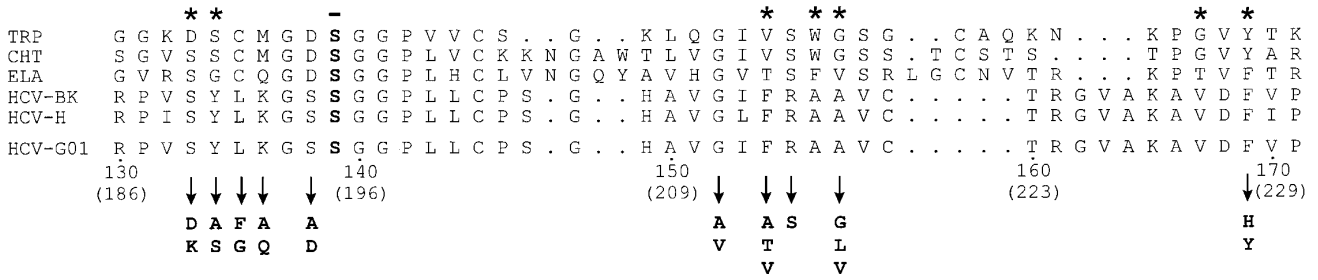 * * – * * * * *
TRP G G K D S C M G D S G G P V V C S . . G . . K L Q G I V S W G S G . . C A Q K N . . . K P G V Y T K
CHT S G V S S C M G D S G G P L V C K K N G A W T L V G I V S W G S S . . T C S T S . . . . T P G V Y A R
ELA G V R S G C Q G D S G G P L H C L V N G Q Y A V H G V T S F V S R L G C N V T R . . . K P T V F T R
HCV-BK R P V S Y L K G S S G G P L L C P S . G . . H A V G I F R A A V C . . . . . T R G V A K A V D F V P
HCV-H R P I S Y L K G S S G G P L L C P S . G . . H A V G L F R A A V C . . . . . T R G V A K A V D F I P
HCV-G01 R P V S Y L K G S S G G P L L C P S . G . . H A V G I F R A A V C . . . . . T R G V A K A V D F V P
130 140 150 160 170
(186) (196) (209) (223) (229)
D A F A A A A S G H
K S G Q D V T L Y
V V